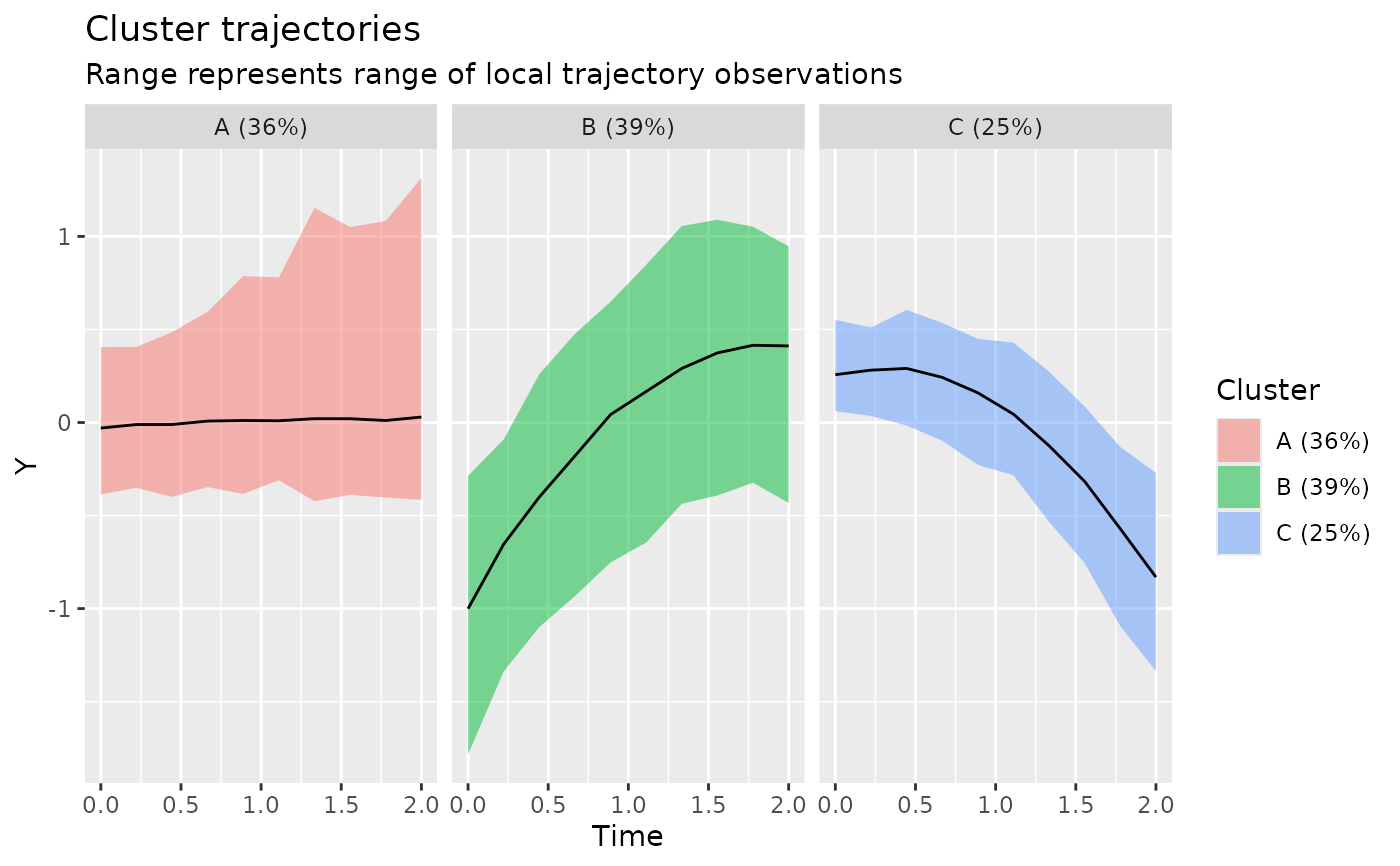 Cluster trajectories
Range represents range of local trajectory observations
A (36%) B (39%) C (25%)
1
0
-1
Y
0.0 0.5 1.0 1.5 2.0 0.0 0.5 1.0 1.5 2.0 0.0 0.5 1.0 1.5 2.0
Time
Cluster
A (36%)
B (39%)
C (25%)